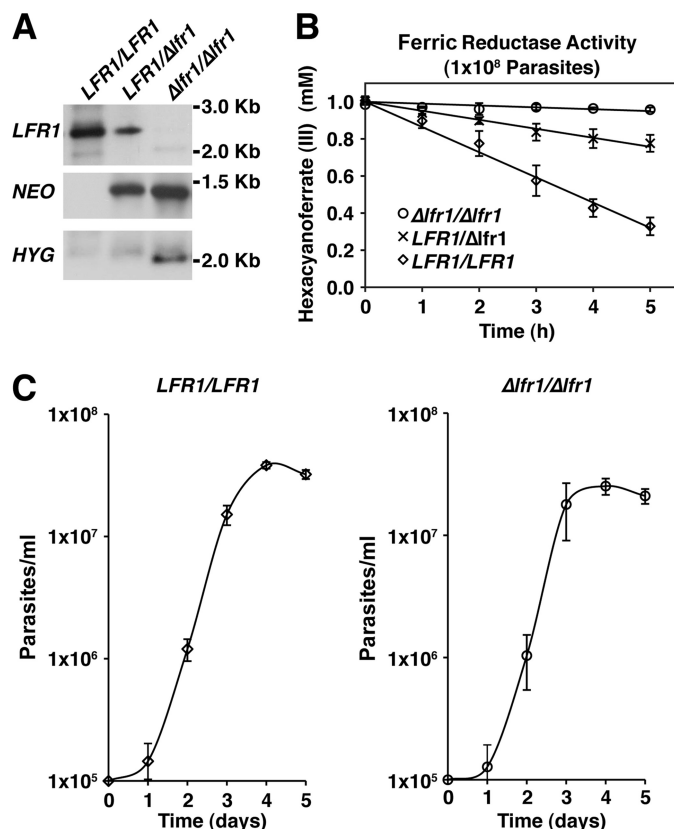 A
LFR1/LFR1
LFR1/Δlfr1
Δlfr1/Δlfr1
LFR1
3.0 Kb
2.0 Kb
NEO
1.5 Kb
HYG
2.0 Kb
B
Ferric Reductase Activity
(1x10⁸ Parasites)
Hexacyanoferrate (III) (mM)
1.0
0.8
0.6
0.4
0.2
0.0
Δlfr1/Δlfr1
LFR1/Δlfr1
LFR1/LFR1
0 1 2 3 4 5
Time (h)
C
LFR1/LFR1
Parasites/ml
1x10⁸
1x10⁷
1x10⁶
1x10⁵
0 1 2 3 4 5
Time (days)
Δlfr1/Δlfr1
Parasites/ml
1x10⁸
1x10⁷
1x10⁶
1x10⁵
0 1 2 3 4 5
Time (days)